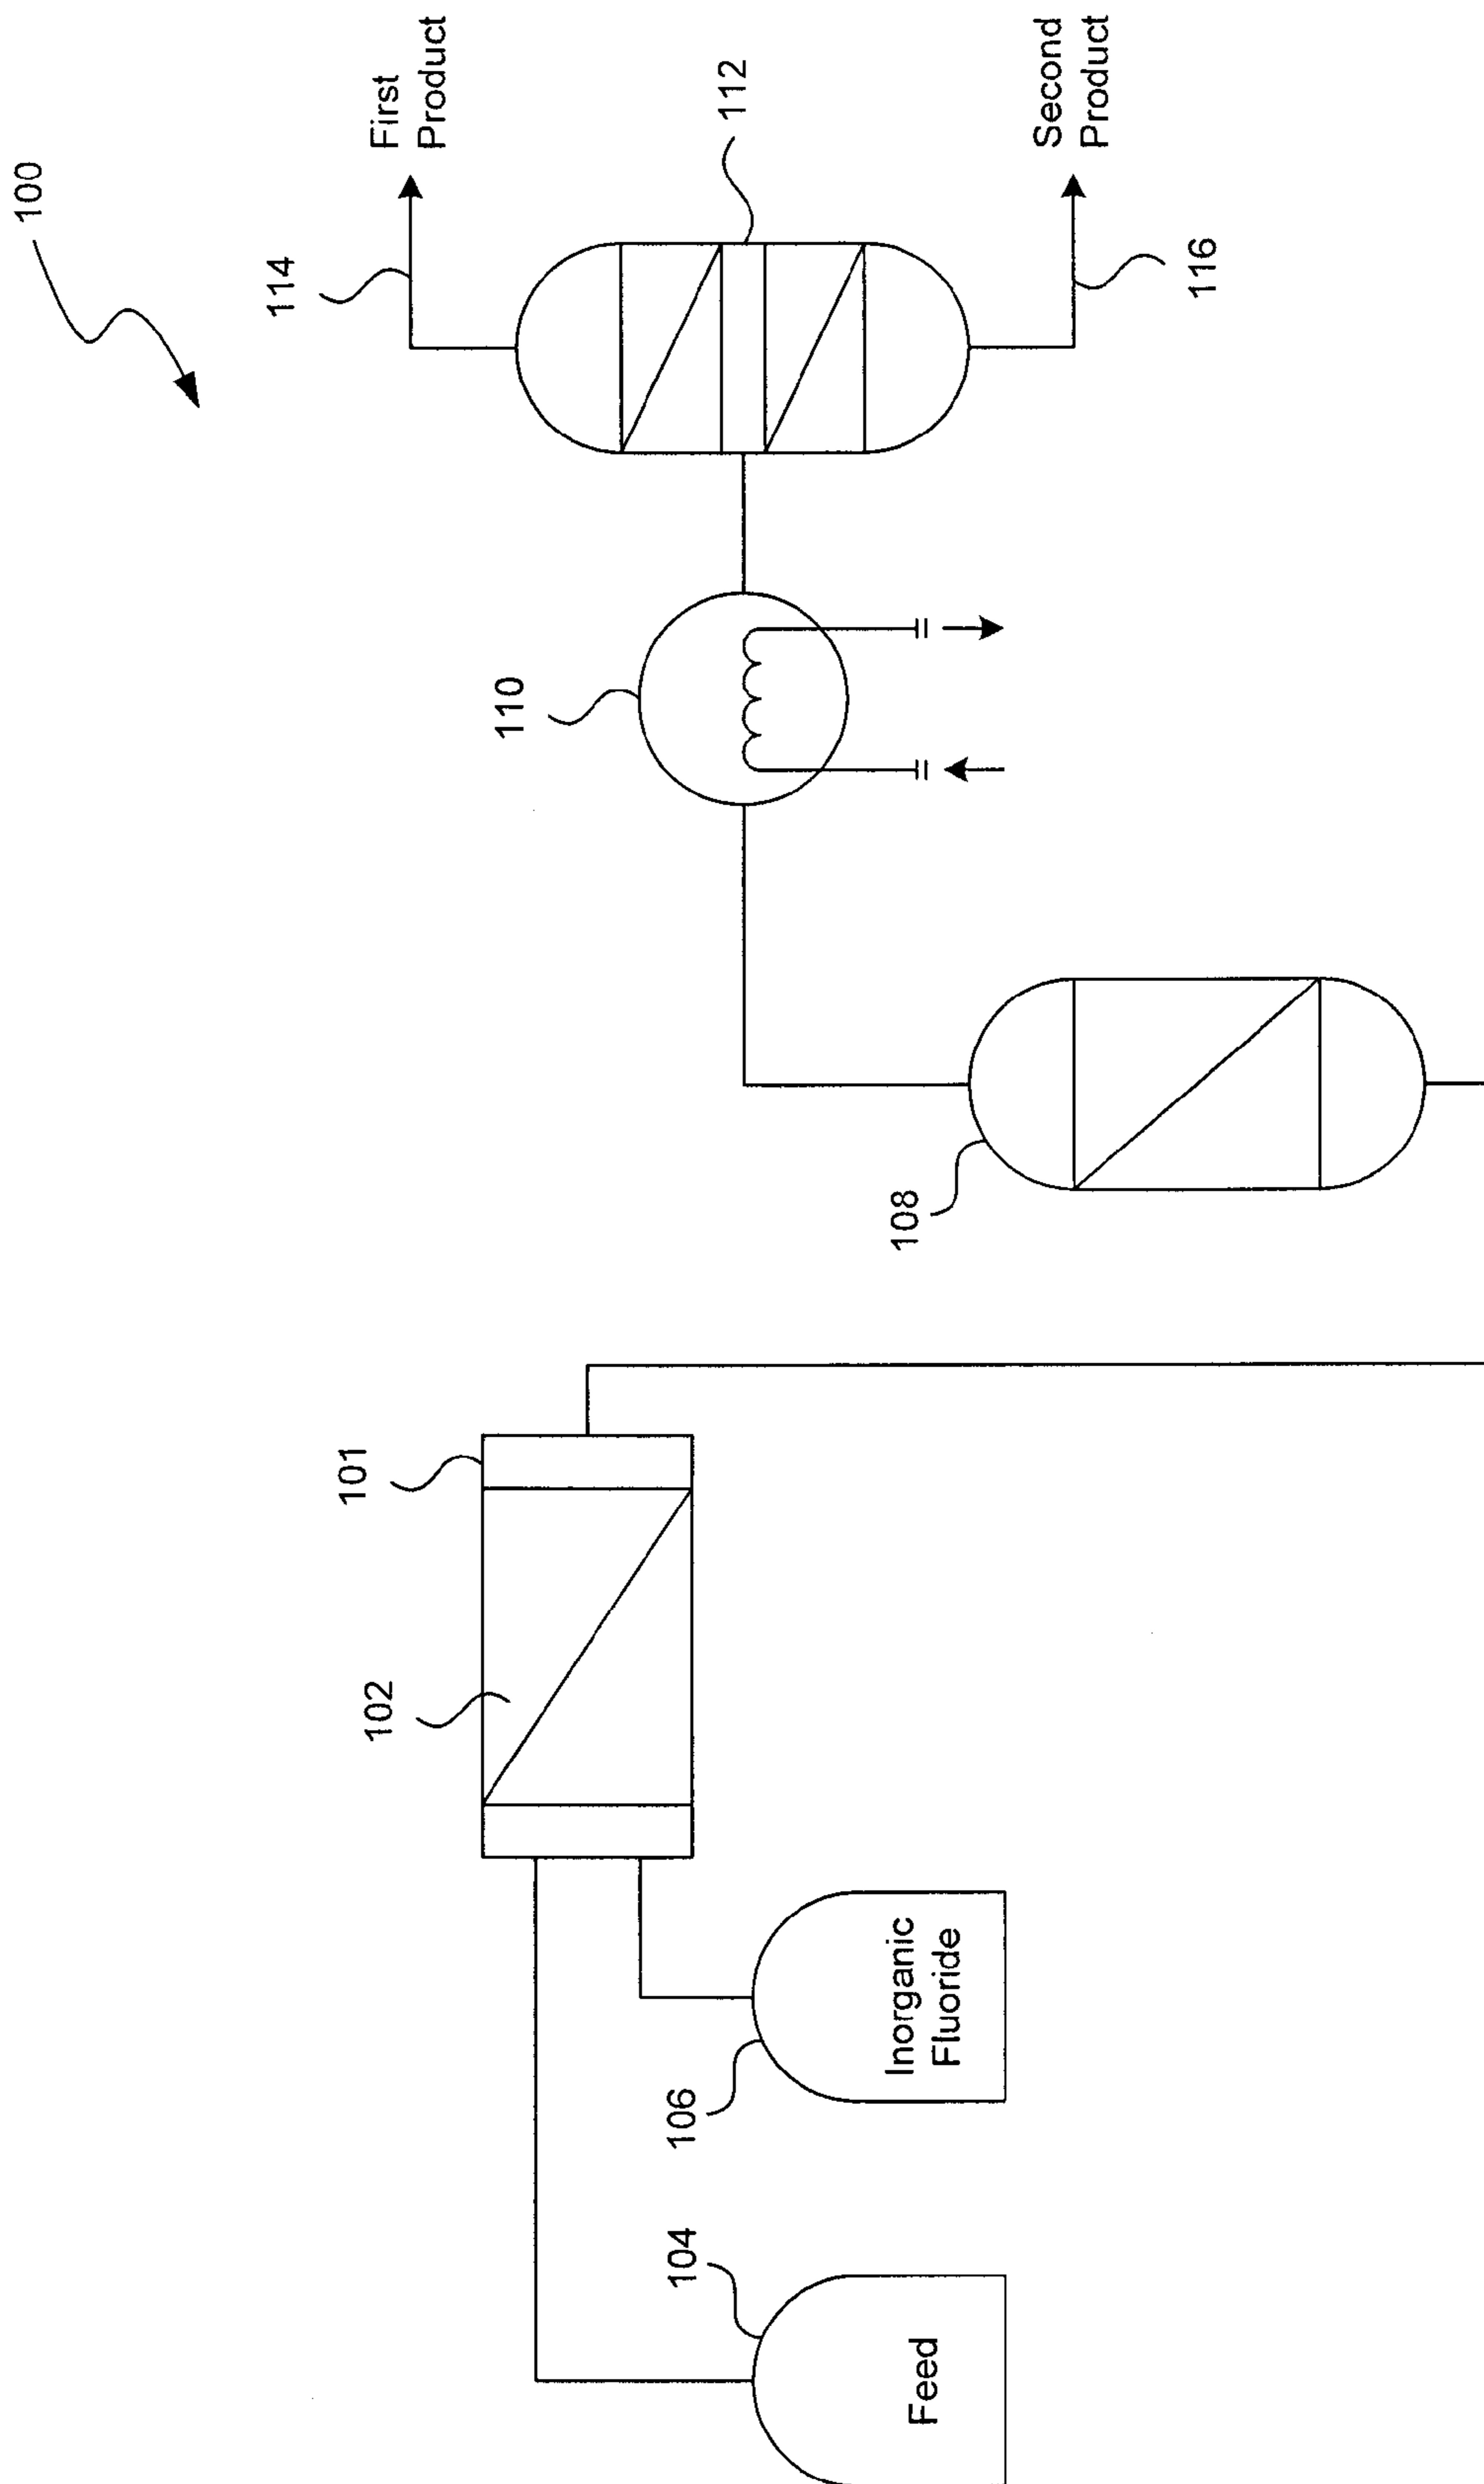 100
114
First
Product
101
102
110
112
104
106
108
Feed
Inorganic
Fluoride
Second
Product
116